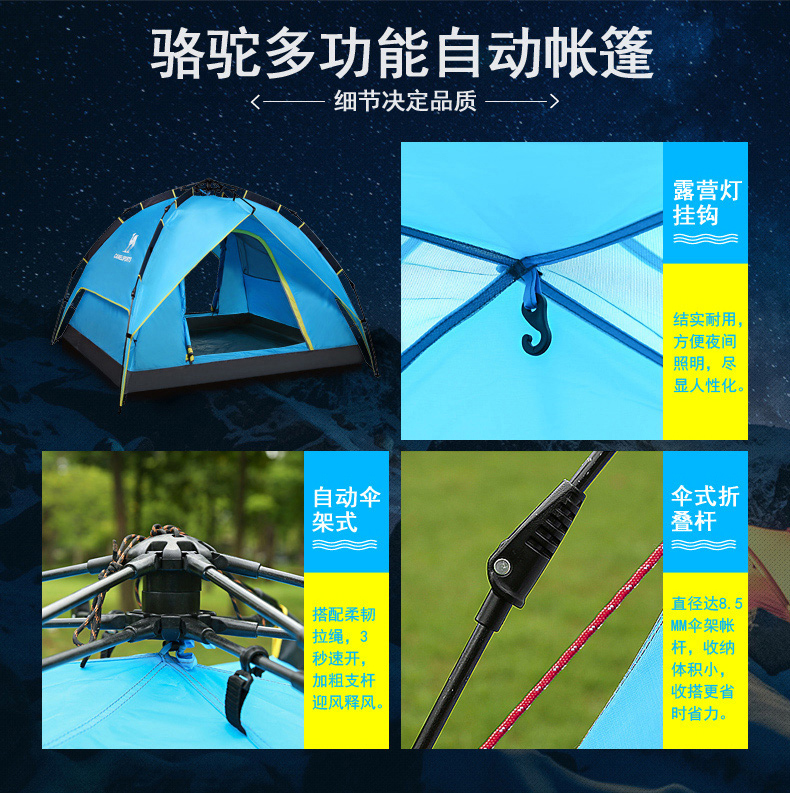 骆驼多功能自动帐篷
细节决定品质
露营灯
挂钩
结实耐用，
方便夜间
照明，尽
显人性化。
自动伞
架式
搭配柔韧
拉绳，3
秒速开，
加粗支杆
迎风释风。
伞式折
叠杆
直径达8.5
MM伞架帐
杆，收纳
体积小，
收搭更省
时省力。